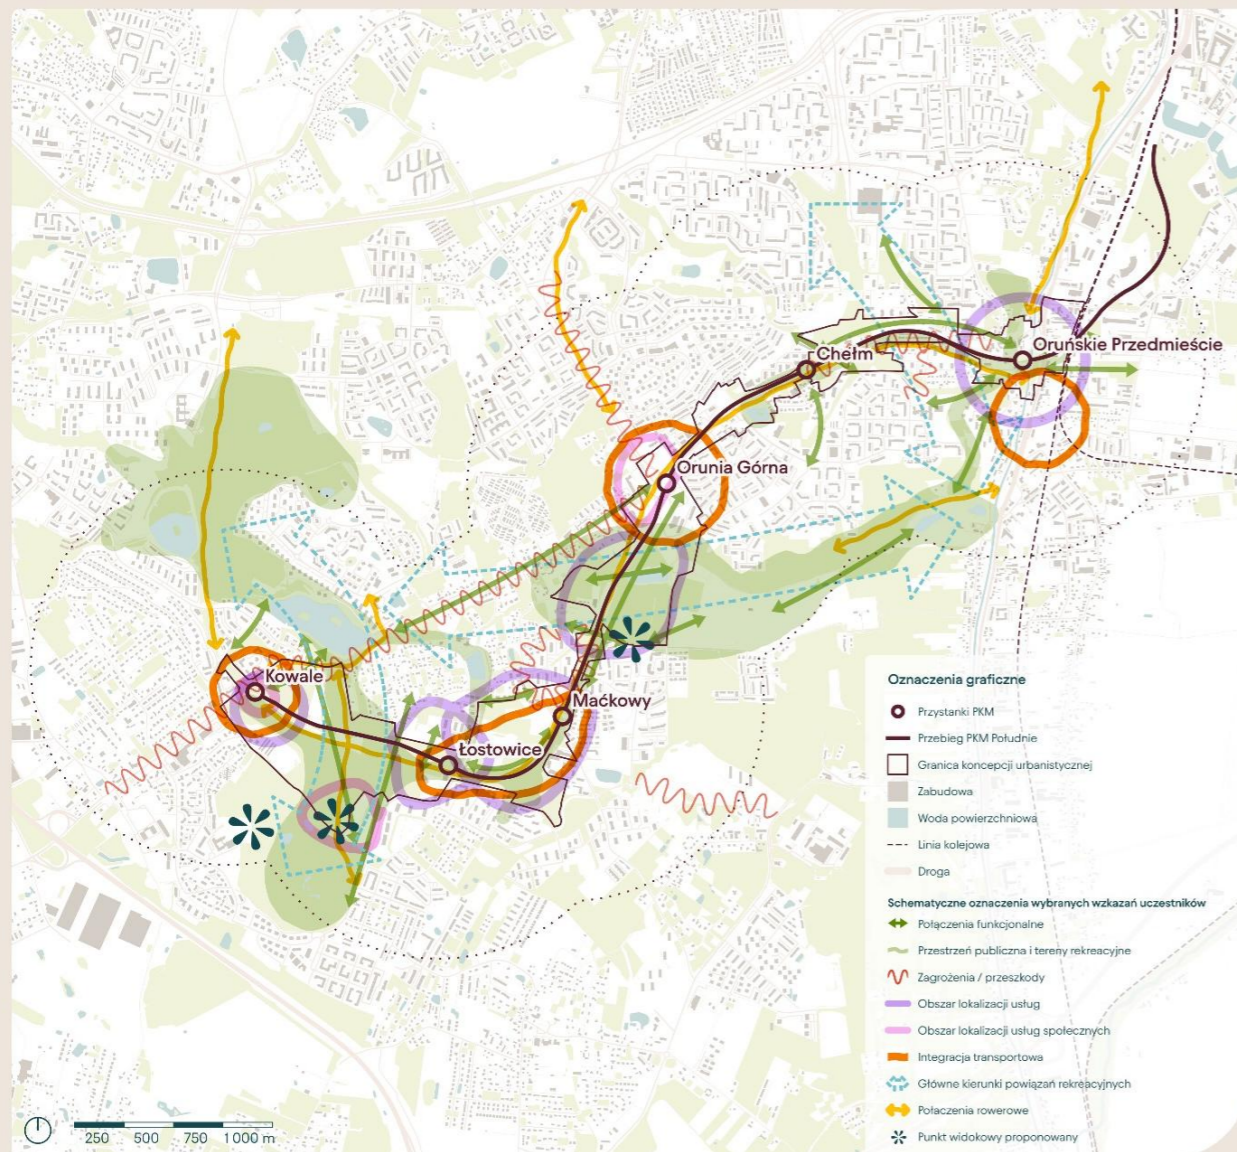 Oruńskie Przedmieście
Chełm
Orunia Górna
Kowale
Maćkowy
Łostowice
Oznaczenia graficzne
Przystanki PKM
Przebieg PKM Południe
Granica koncepcji urbanistycznej
Zabudowa
Woda powierzchniowa
Linia kolejowa
Droga
Schematyczne oznaczenia wybranych wzkazań uczestników
Połączenia funkcjonalne
Przestrzeń publiczna i tereny rekreacyjne
Zagrożenia / przeszkody
Obszar lokalizacji usług
Obszar lokalizacji usług społecznych
Integracja transportowa
Główne kierunki powiązań rekreacyjnych
Połaczenia rowerowe
Punkt widokowy proponowany
250 500 750 1 000 m